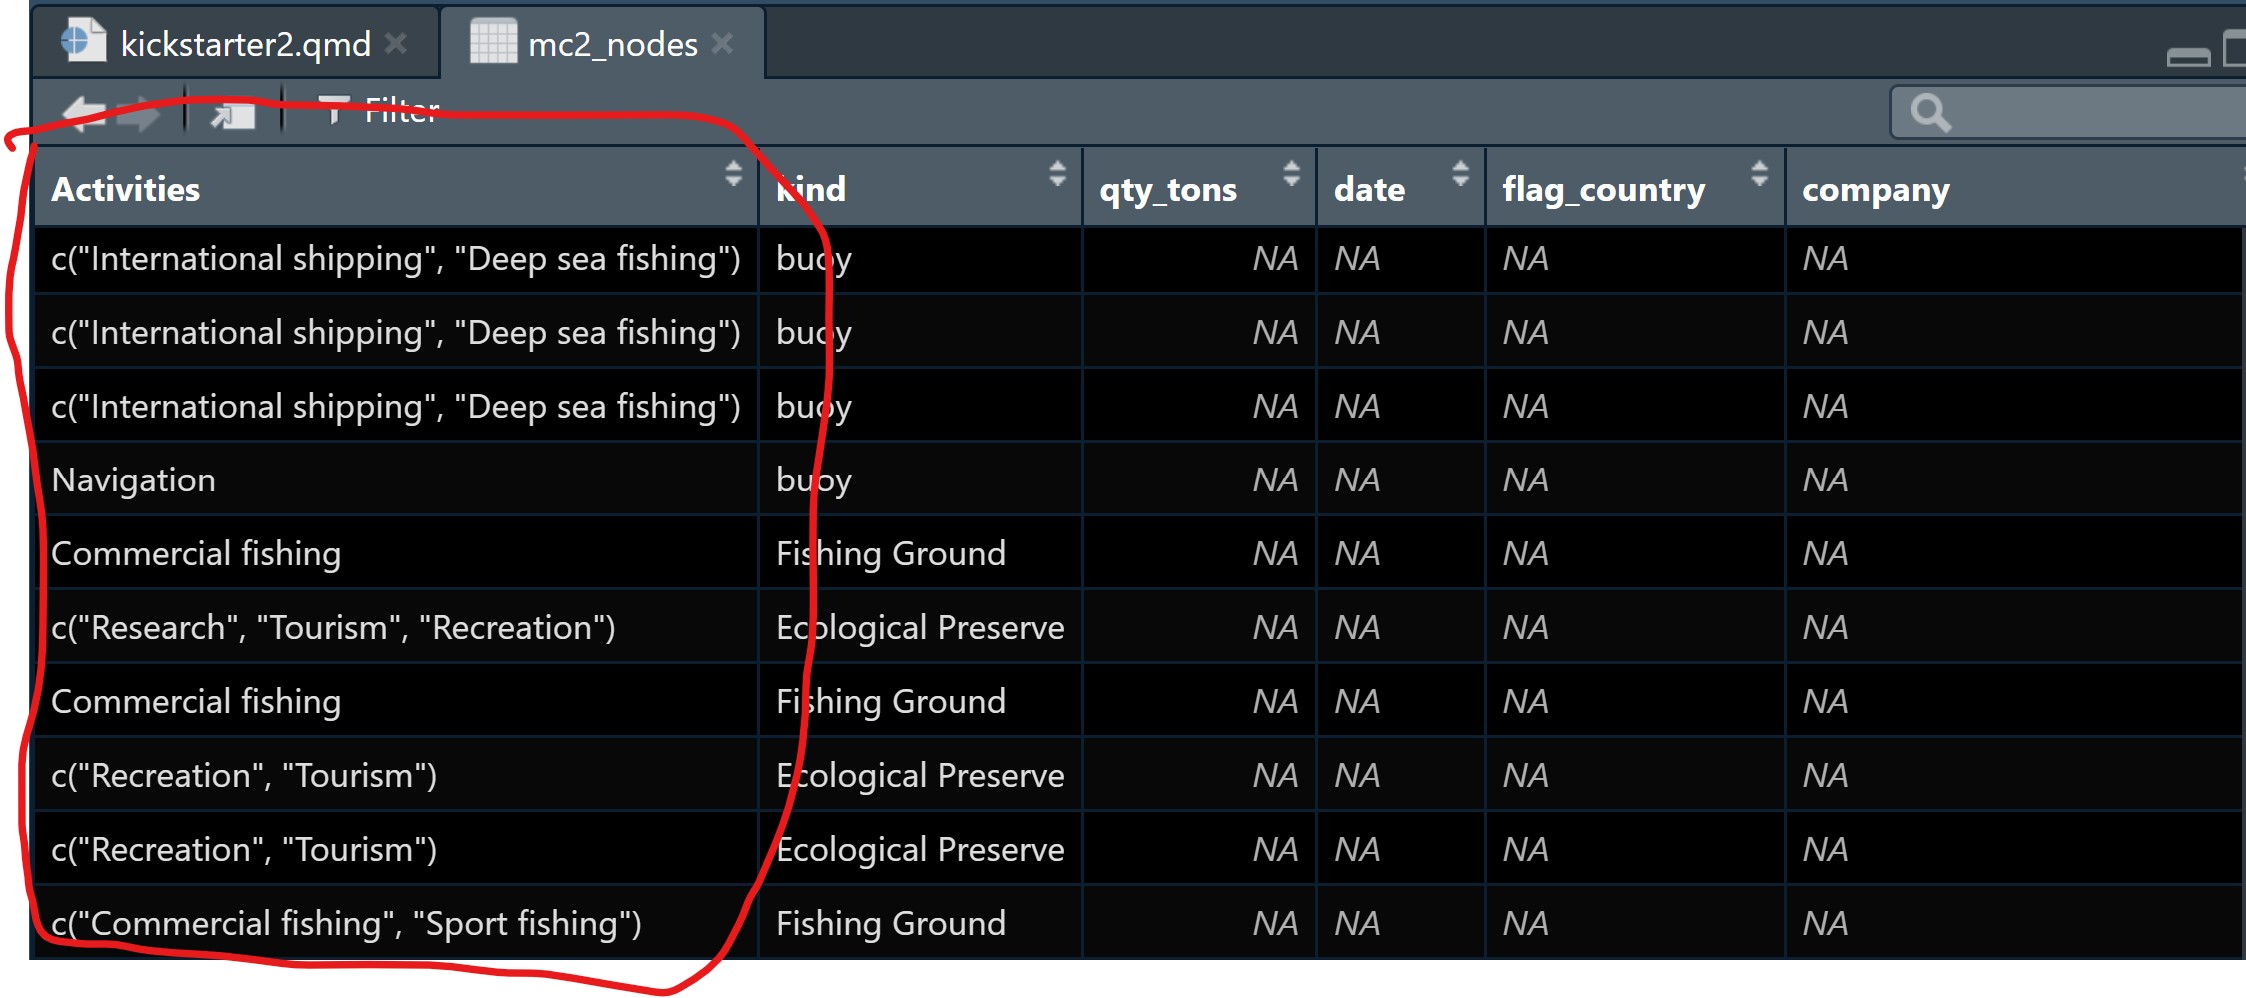 kickstarter2.qmd mc2_nodes
Filter
Activities kind qty_tons date flag_country company
c("International shipping", "Deep sea fishing") buoy NA NA NA NA
c("International shipping", "Deep sea fishing") buoy NA NA NA NA
c("International shipping", "Deep sea fishing") buoy NA NA NA NA
Navigation buoy NA NA NA NA
Commercial fishing Fishing Ground NA NA NA NA
c("Research", "Tourism", "Recreation") Ecological Preserve NA NA NA NA
Commercial fishing Fishing Ground NA NA NA NA
c("Recreation", "Tourism") Ecological Preserve NA NA NA NA
c("Recreation", "Tourism") Ecological Preserve NA NA NA NA
c("Commercial fishing", "Sport fishing") Fishing Ground NA NA NA NA